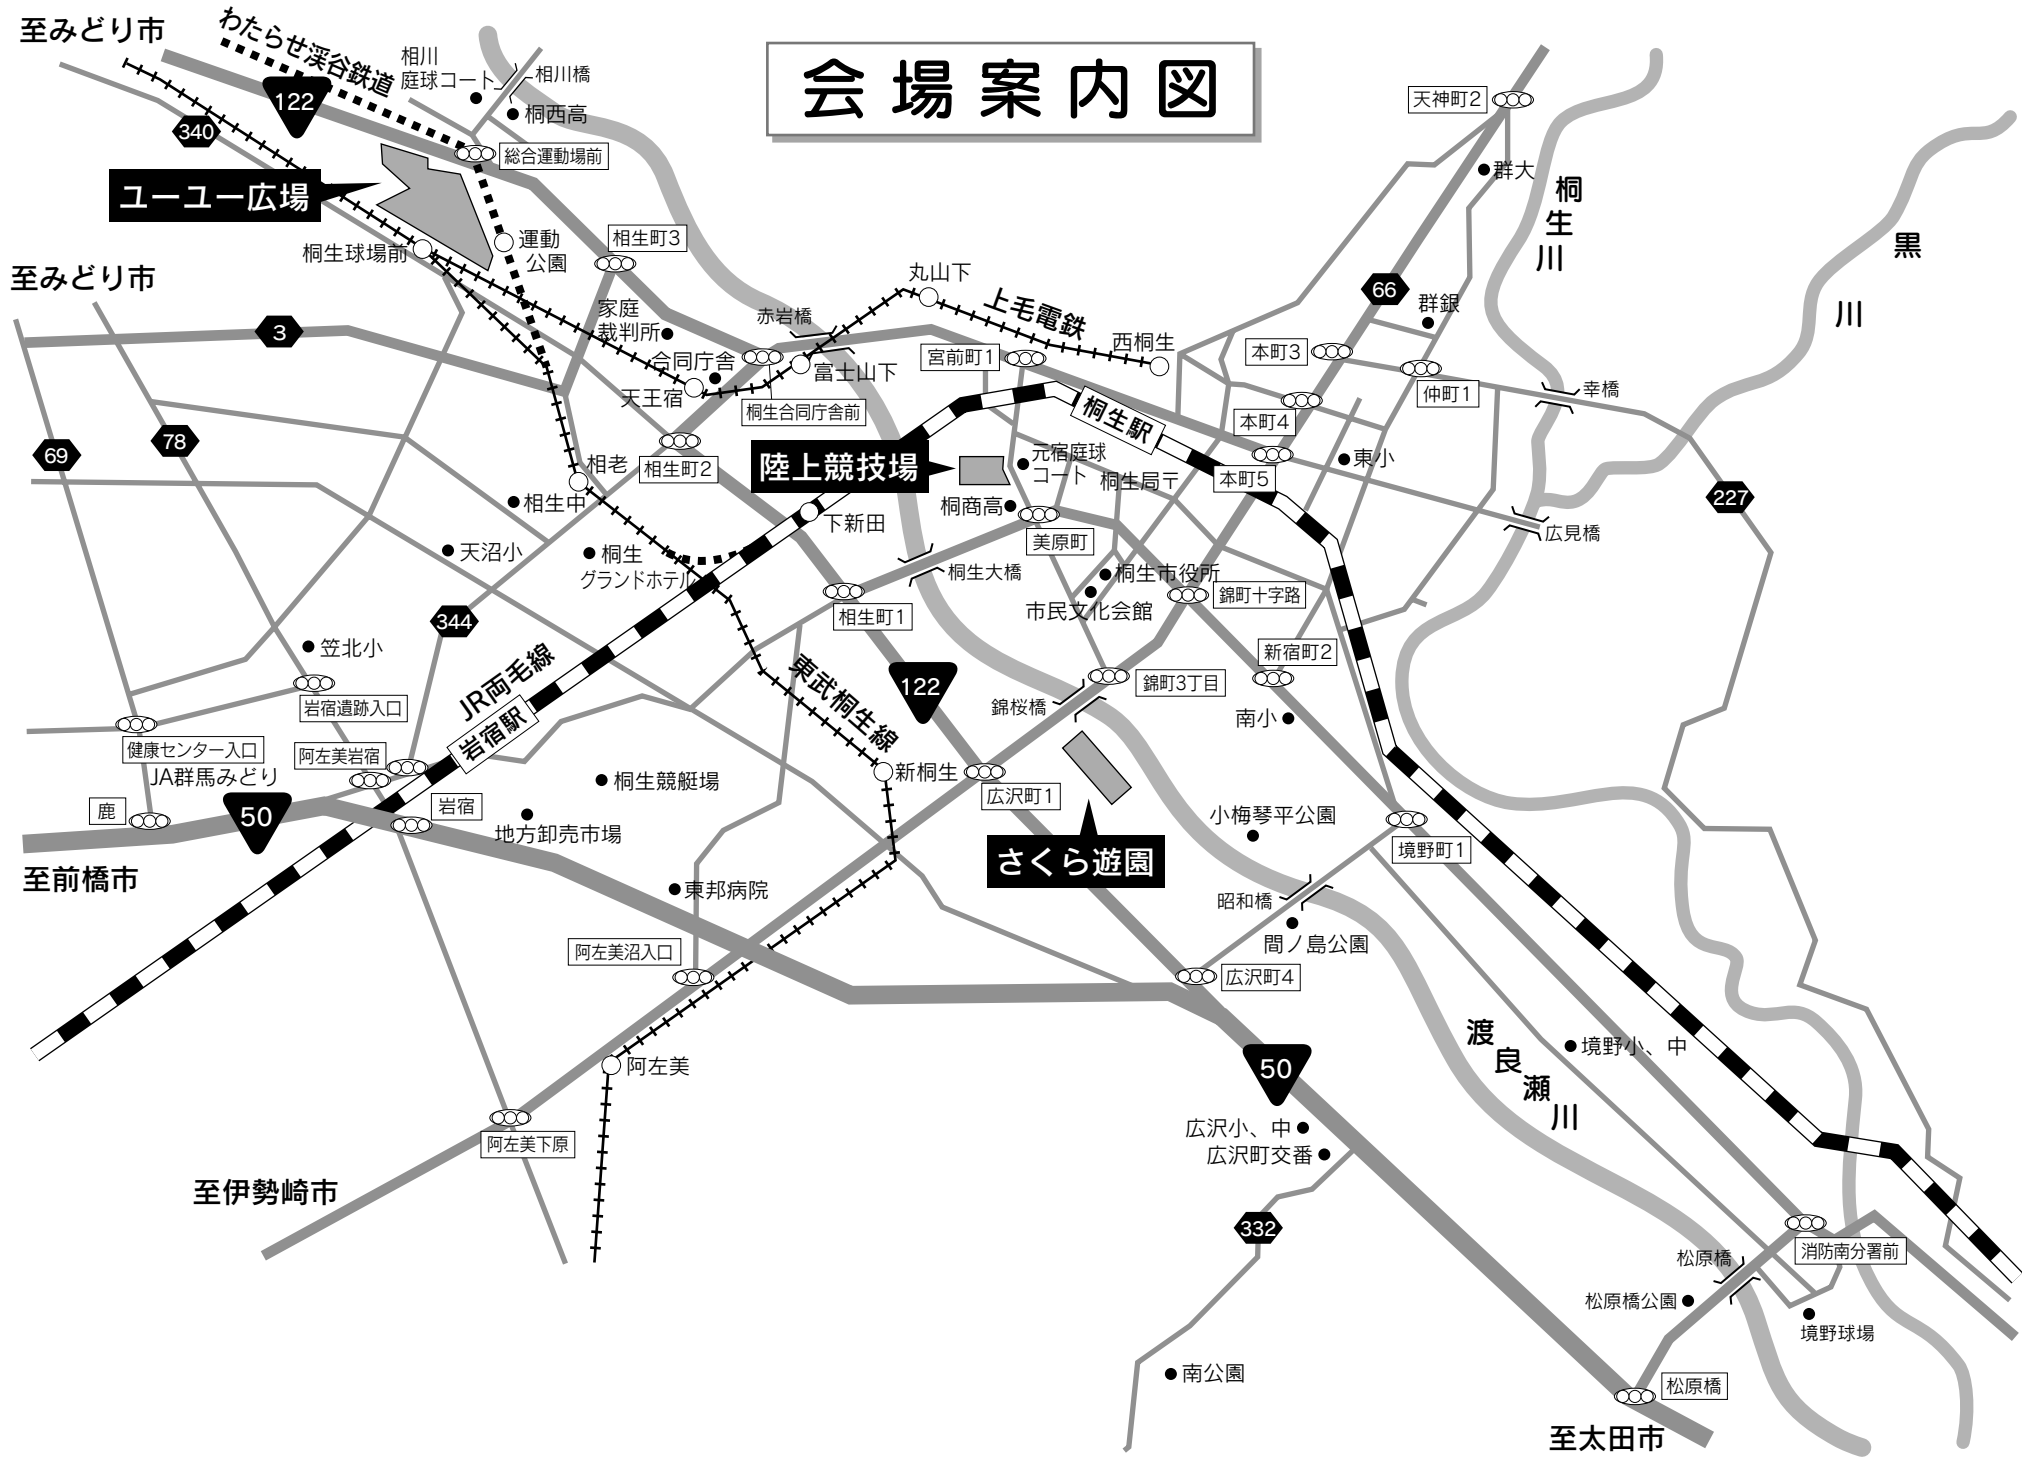 会場案内図
至みどり市
わたらせ渓谷鉄道
相川
庭球コート
相川橋
桐西高
122
340
総合運動場前
ユーユー広場
桐生球場前
運動
公園
相生町3
天神町2
群大
桐生川
黒川
至みどり市
3
家庭
裁判所
合同庁舎
天王宿
赤岩橋
丸山下
上毛電鉄
西桐生
富士山下
桐生合同庁舎前
宮前町1
66
群銀
本町3
仲町1
幸橋
本町4
桐生駅
69
78
相老
相生町2
陸上競技場
元宿庭球
コート
桐生局〒
本町5
東小
227
相生中
下新田
桐商高
美原町
広見橋
天沼小
桐生
グランドホテル
桐生大橋
桐生市役所
市民文化会館
錦町十字路
344
相生町1
笠北小
JR両毛線
東武桐生線
122
新宿町2
錦町3丁目
岩宿遺跡入口
錦桜橋
南小
健康センター入口
阿左美岩宿
岩宿駅
JA群馬みどり
桐生競艇場
新桐生
広沢町1
鹿
50
岩宿
地方卸売市場
さくら遊園
小梅琴平公園
境野町1
至前橋市
東邦病院
昭和橋
間ノ島公園
阿左美沼入口
広沢町4
阿左美
50
渡良瀬川
境野小、中
阿左美下原
広沢小、中
広沢町交番
至伊勢崎市
332
松原橋
消防南分署前
松原橋公園
境野球場
南公園
松原橋
至太田市